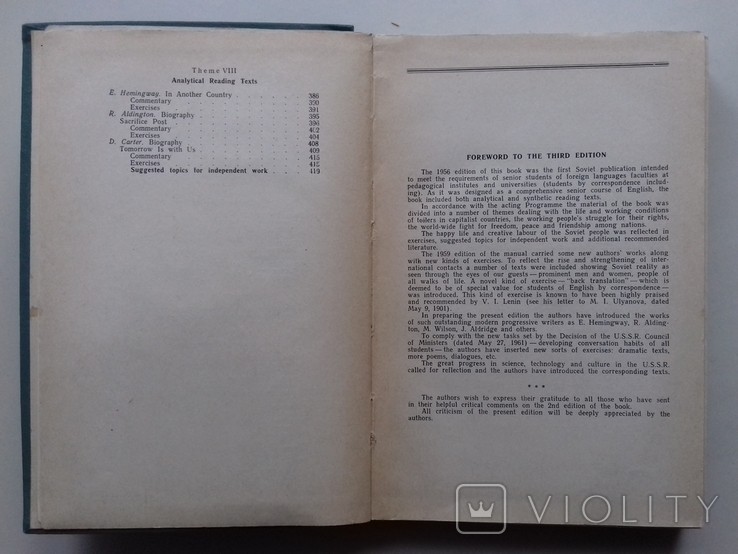 Theme VIII
Analytical Reading Texts
E. Hemingway. In Another Country . . . . . . . 386
Commentary . . . . . . . 390
Exercises . . . . . . . 391
R. Aldington. Biography . . . . . . . 395
Sacrifice Post . . . . . . . 396
Commentary . . . . . . . 402
Exercises . . . . . . . 404
D. Carter. Biography . . . . . . . 408
Tomorrow Is with Us . . . . . . . 409
Commentary . . . . . . . 415
Exercises . . . . . . . 415
Suggested topics for independent work . . . . . 419
FOREWORD TO THE THIRD EDITION
The 1956 edition of this book was the first Soviet publication intended
to meet the requirements of senior students of foreign languages faculties at
pedagogical institutes and universities (students by correspondence includ-
ing). As it was designed as a comprehensive senior course of English, the
book included both analytical and synthetic reading texts.
In accordance with the acting Programme the material of the book was
divided into a number of themes dealing with the life and working conditions
of toilers in capitalist countries, the working people's struggle for their rights,
the world-wide fight for freedom, peace and friendship among nations.
The happy life and creative labour of the Soviet people was reflected in
exercises, suggested topics for independent work and additional recommended
literature.
The 1959 edition of the manual carried some new authors' works along
with new kinds of exercises. To reflect the rise and strengthening of inter-
national contacts a number of texts were included showing Soviet reality as
seen through the eyes of our guests — prominent men and women, people of
all walks of life. A novel kind of exercise — "back translation" — which is
deemed to be of special value for students of English by correspondence —
was introduced. This kind of exercise is known to have been highly praised
and recommended by V. I. Lenin (see his letter to M. I. Ulyanova, dated
May 9, 1901)
In preparing the present edition the authors have introduced the works
of such outstanding modern progressive writers as E. Hemingway, R. Alding-
ton, M. Wilson, J. Aldridge and others.
To comply with the new tasks set by the Decision of the U.S.S.R. Council
of Ministers (dated May 27, 1961) — developing conversation habits of all
students — the authors have inserted new sorts of exercises: dramatic texts,
more poems, dialogues, etc.
The great progress in science, technology and culture in the U.S.S.R.
called for reflection and the authors have introduced the corresponding texts.
* * *
The authors wish to express their gratitude to all those who have sent
in their helpful critical comments on the 2nd edition of the book.
All criticism of the present edition will be deeply appreciated by the
authors.
VIOLITY